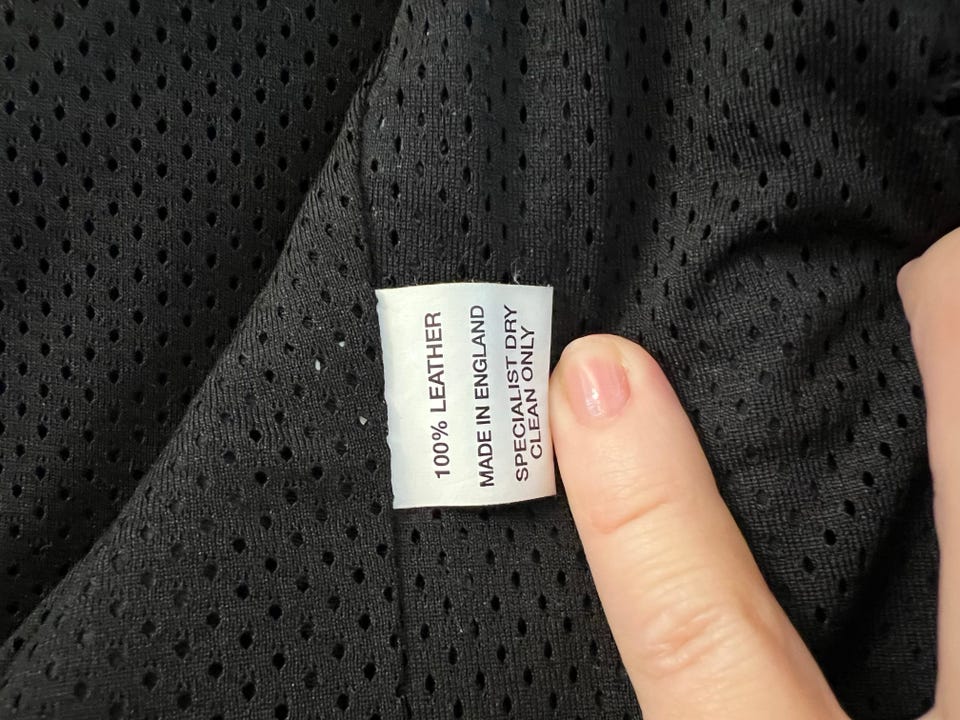 100% LEATHER
MADE IN ENGLAND
SPECIALIST DRY
CLEAN ONLY